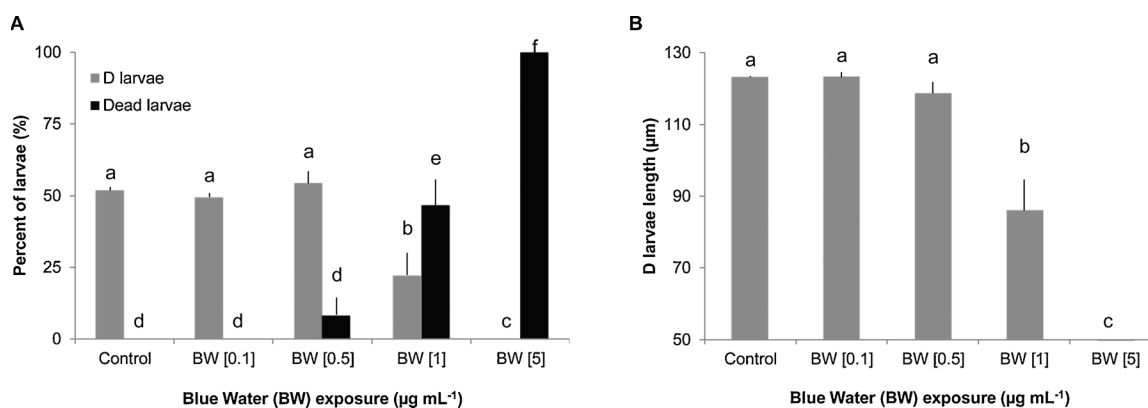 A
100
75
50
25
0
Percent of larvae (%)
D larvae
Dead larvae
a
d
a
d
a
d
b
e
c
f
Control
BW [0.1]
BW [0.5]
BW [1]
BW [5]
Blue Water (BW) exposure (µg mL-1)
B
130
110
90
70
50
D larvae length (µm)
a
a
a
b
c
Control
BW [0.1]
BW [0.5]
BW [1]
BW [5]
Blue Water (BW) exposure (µg mL-1)